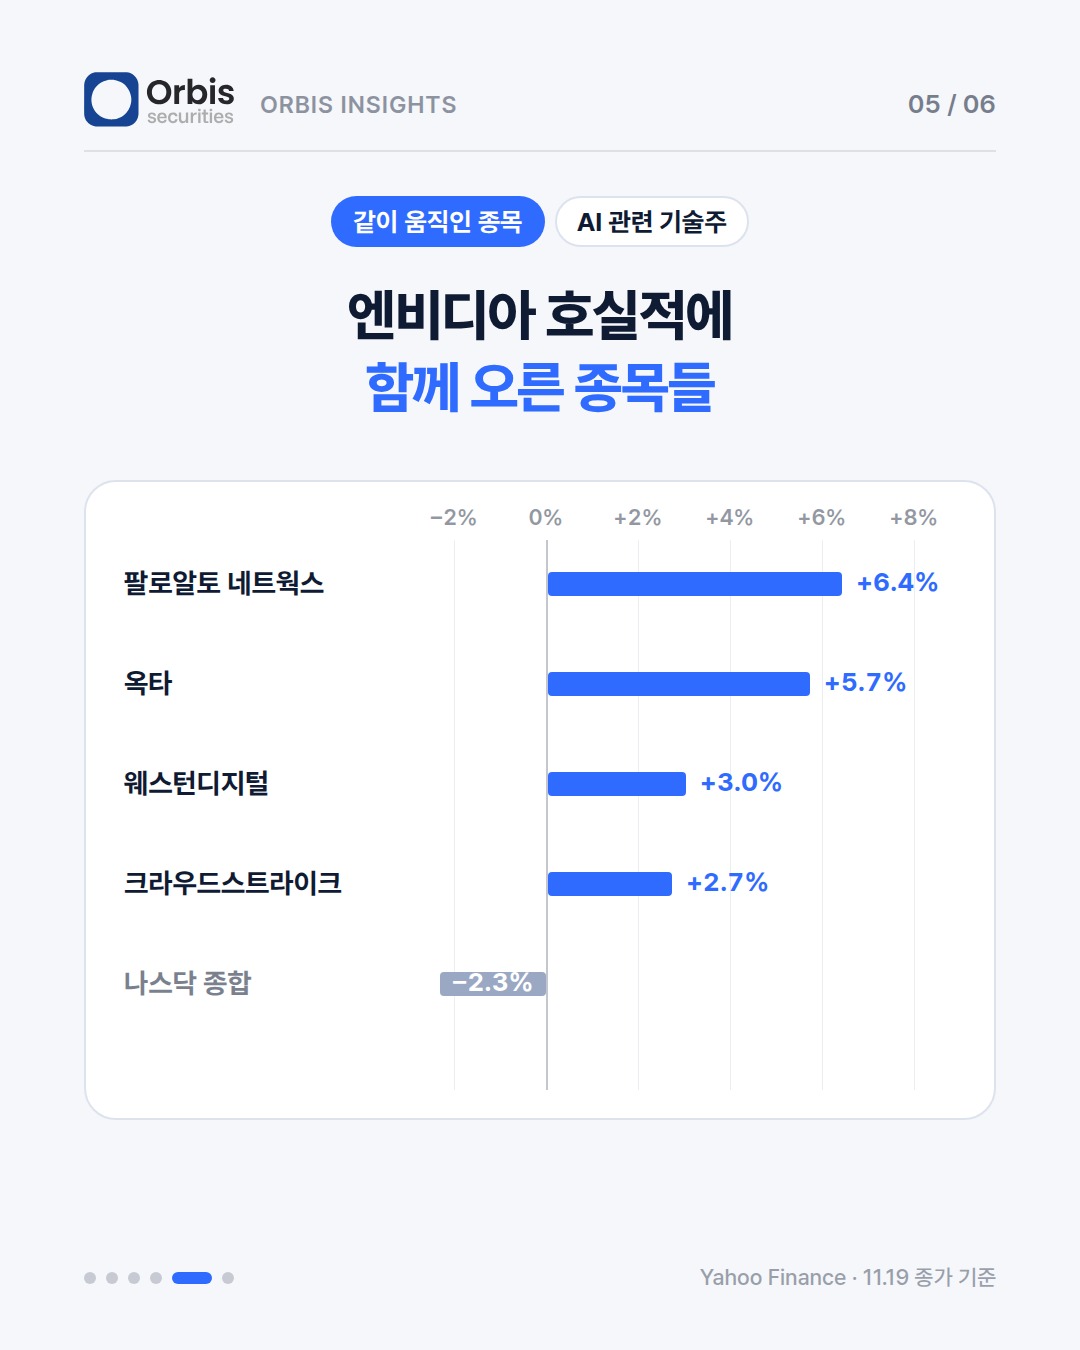 Orbis
securities
ORBIS INSIGHTS
05 / 06
같이 움직인 종목
AI 관련 기술주
엔비디아 호실적에
함께 오른 종목들
−2% 0% +2% +4% +6% +8%
팔로알토 네트웍스 +6.4%
옥타 +5.7%
웨스턴디지털 +3.0%
크라우드스트라이크 +2.7%
나스닥 종합 −2.3%
Yahoo Finance · 11.19 종가 기준